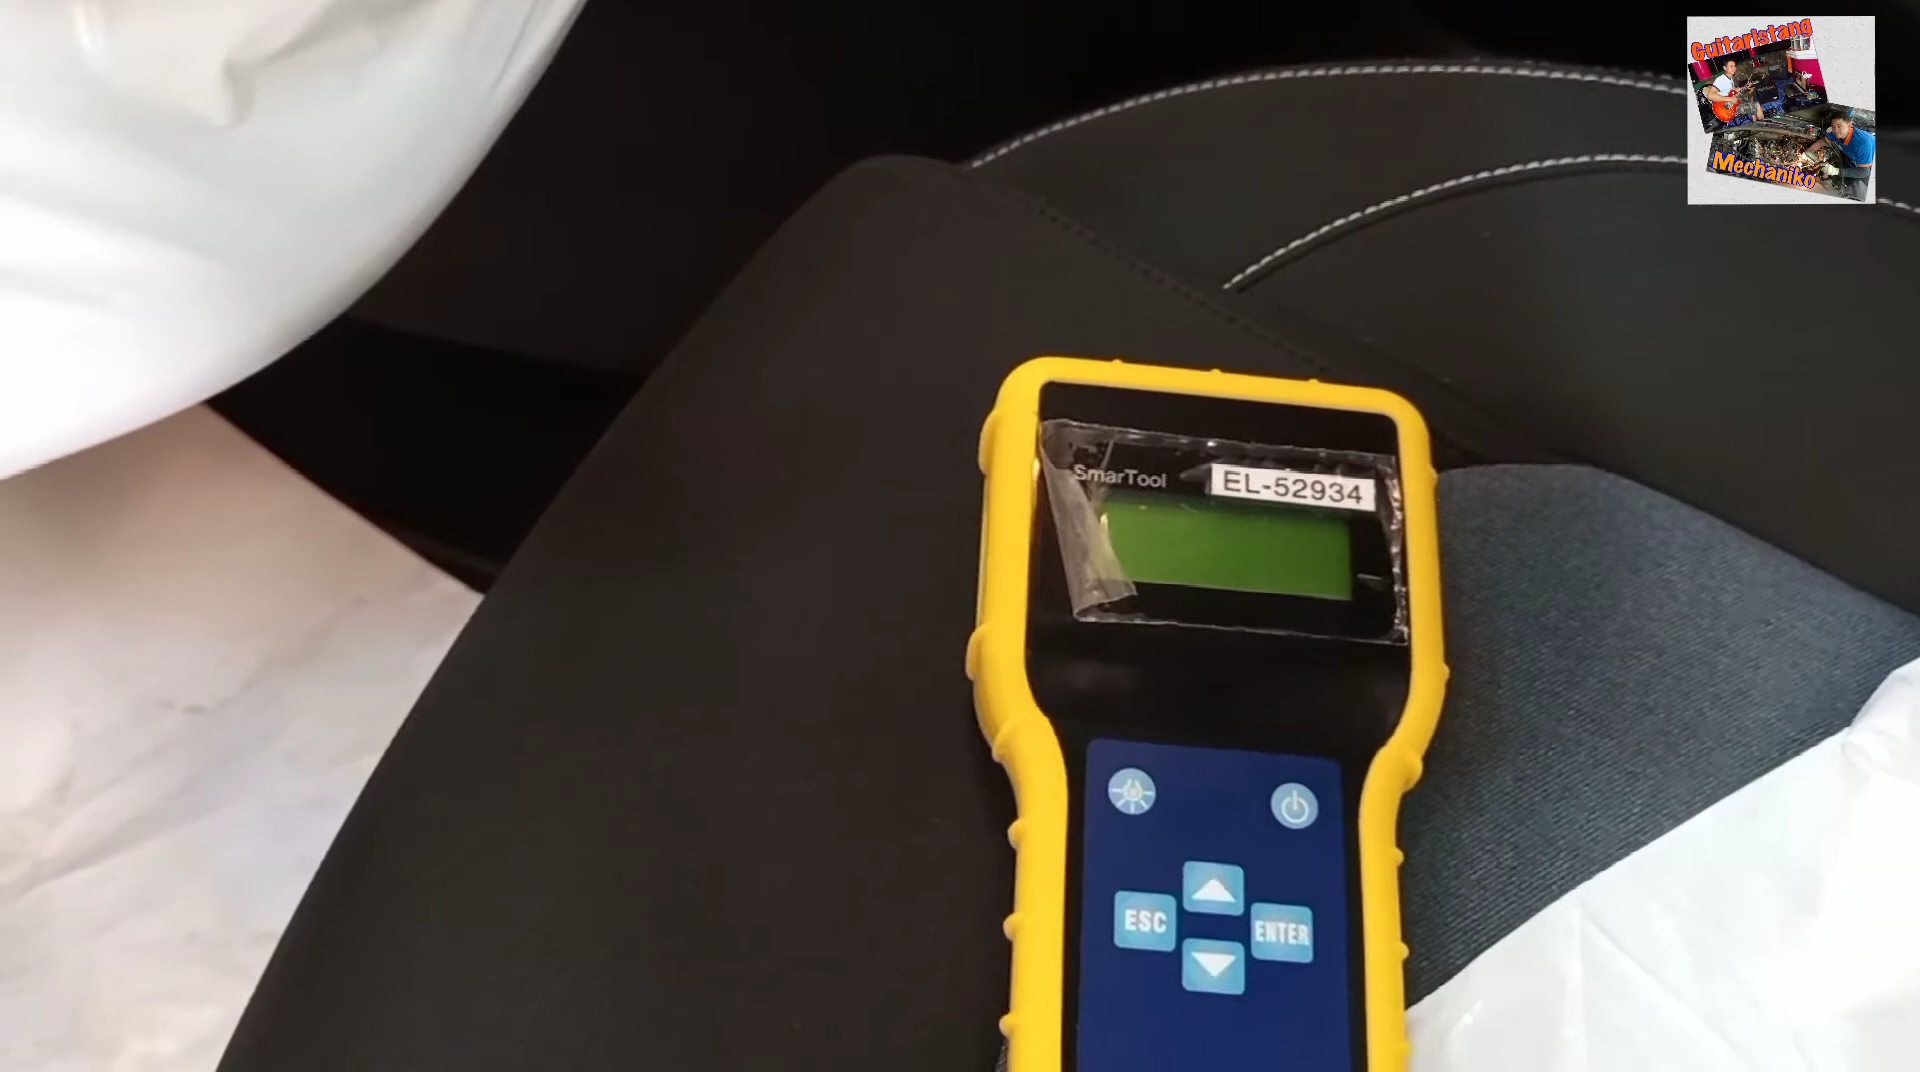 Guitaristang
Mechaniko
SmarTool
EL-52934
ESC
ENTER